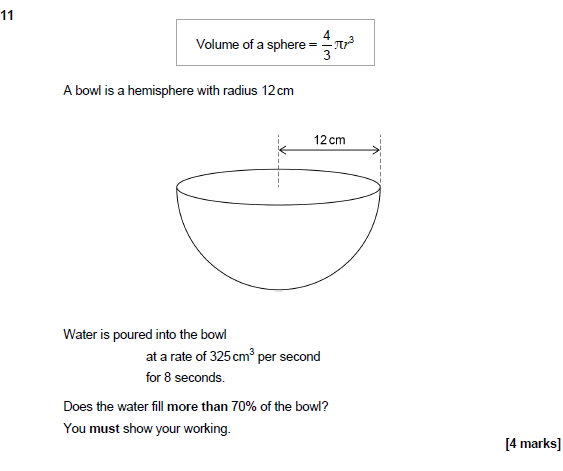 11
Volume of a sphere = 4/3 πr³
A bowl is a hemisphere with radius 12 cm
12 cm
Water is poured into the bowl
at a rate of 325 cm³ per second
for 8 seconds.
Does the water fill more than 70% of the bowl?
You must show your working.
[4 marks]